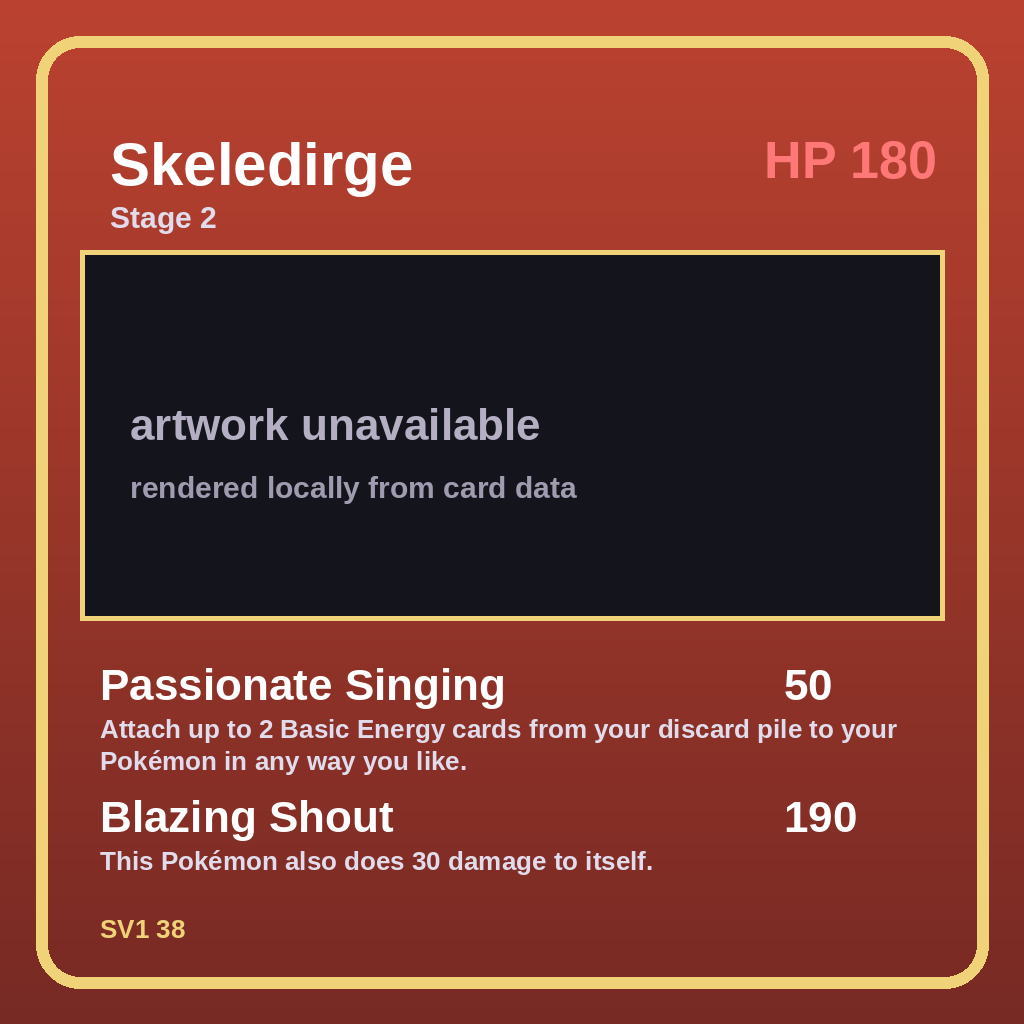 Skeledirge
HP 180
Stage 2
artwork unavailable
rendered locally from card data
Passionate Singing 50
Attach up to 2 Basic Energy cards from your discard pile to your
Pokémon in any way you like.
Blazing Shout 190
This Pokémon also does 30 damage to itself.
SV1 38